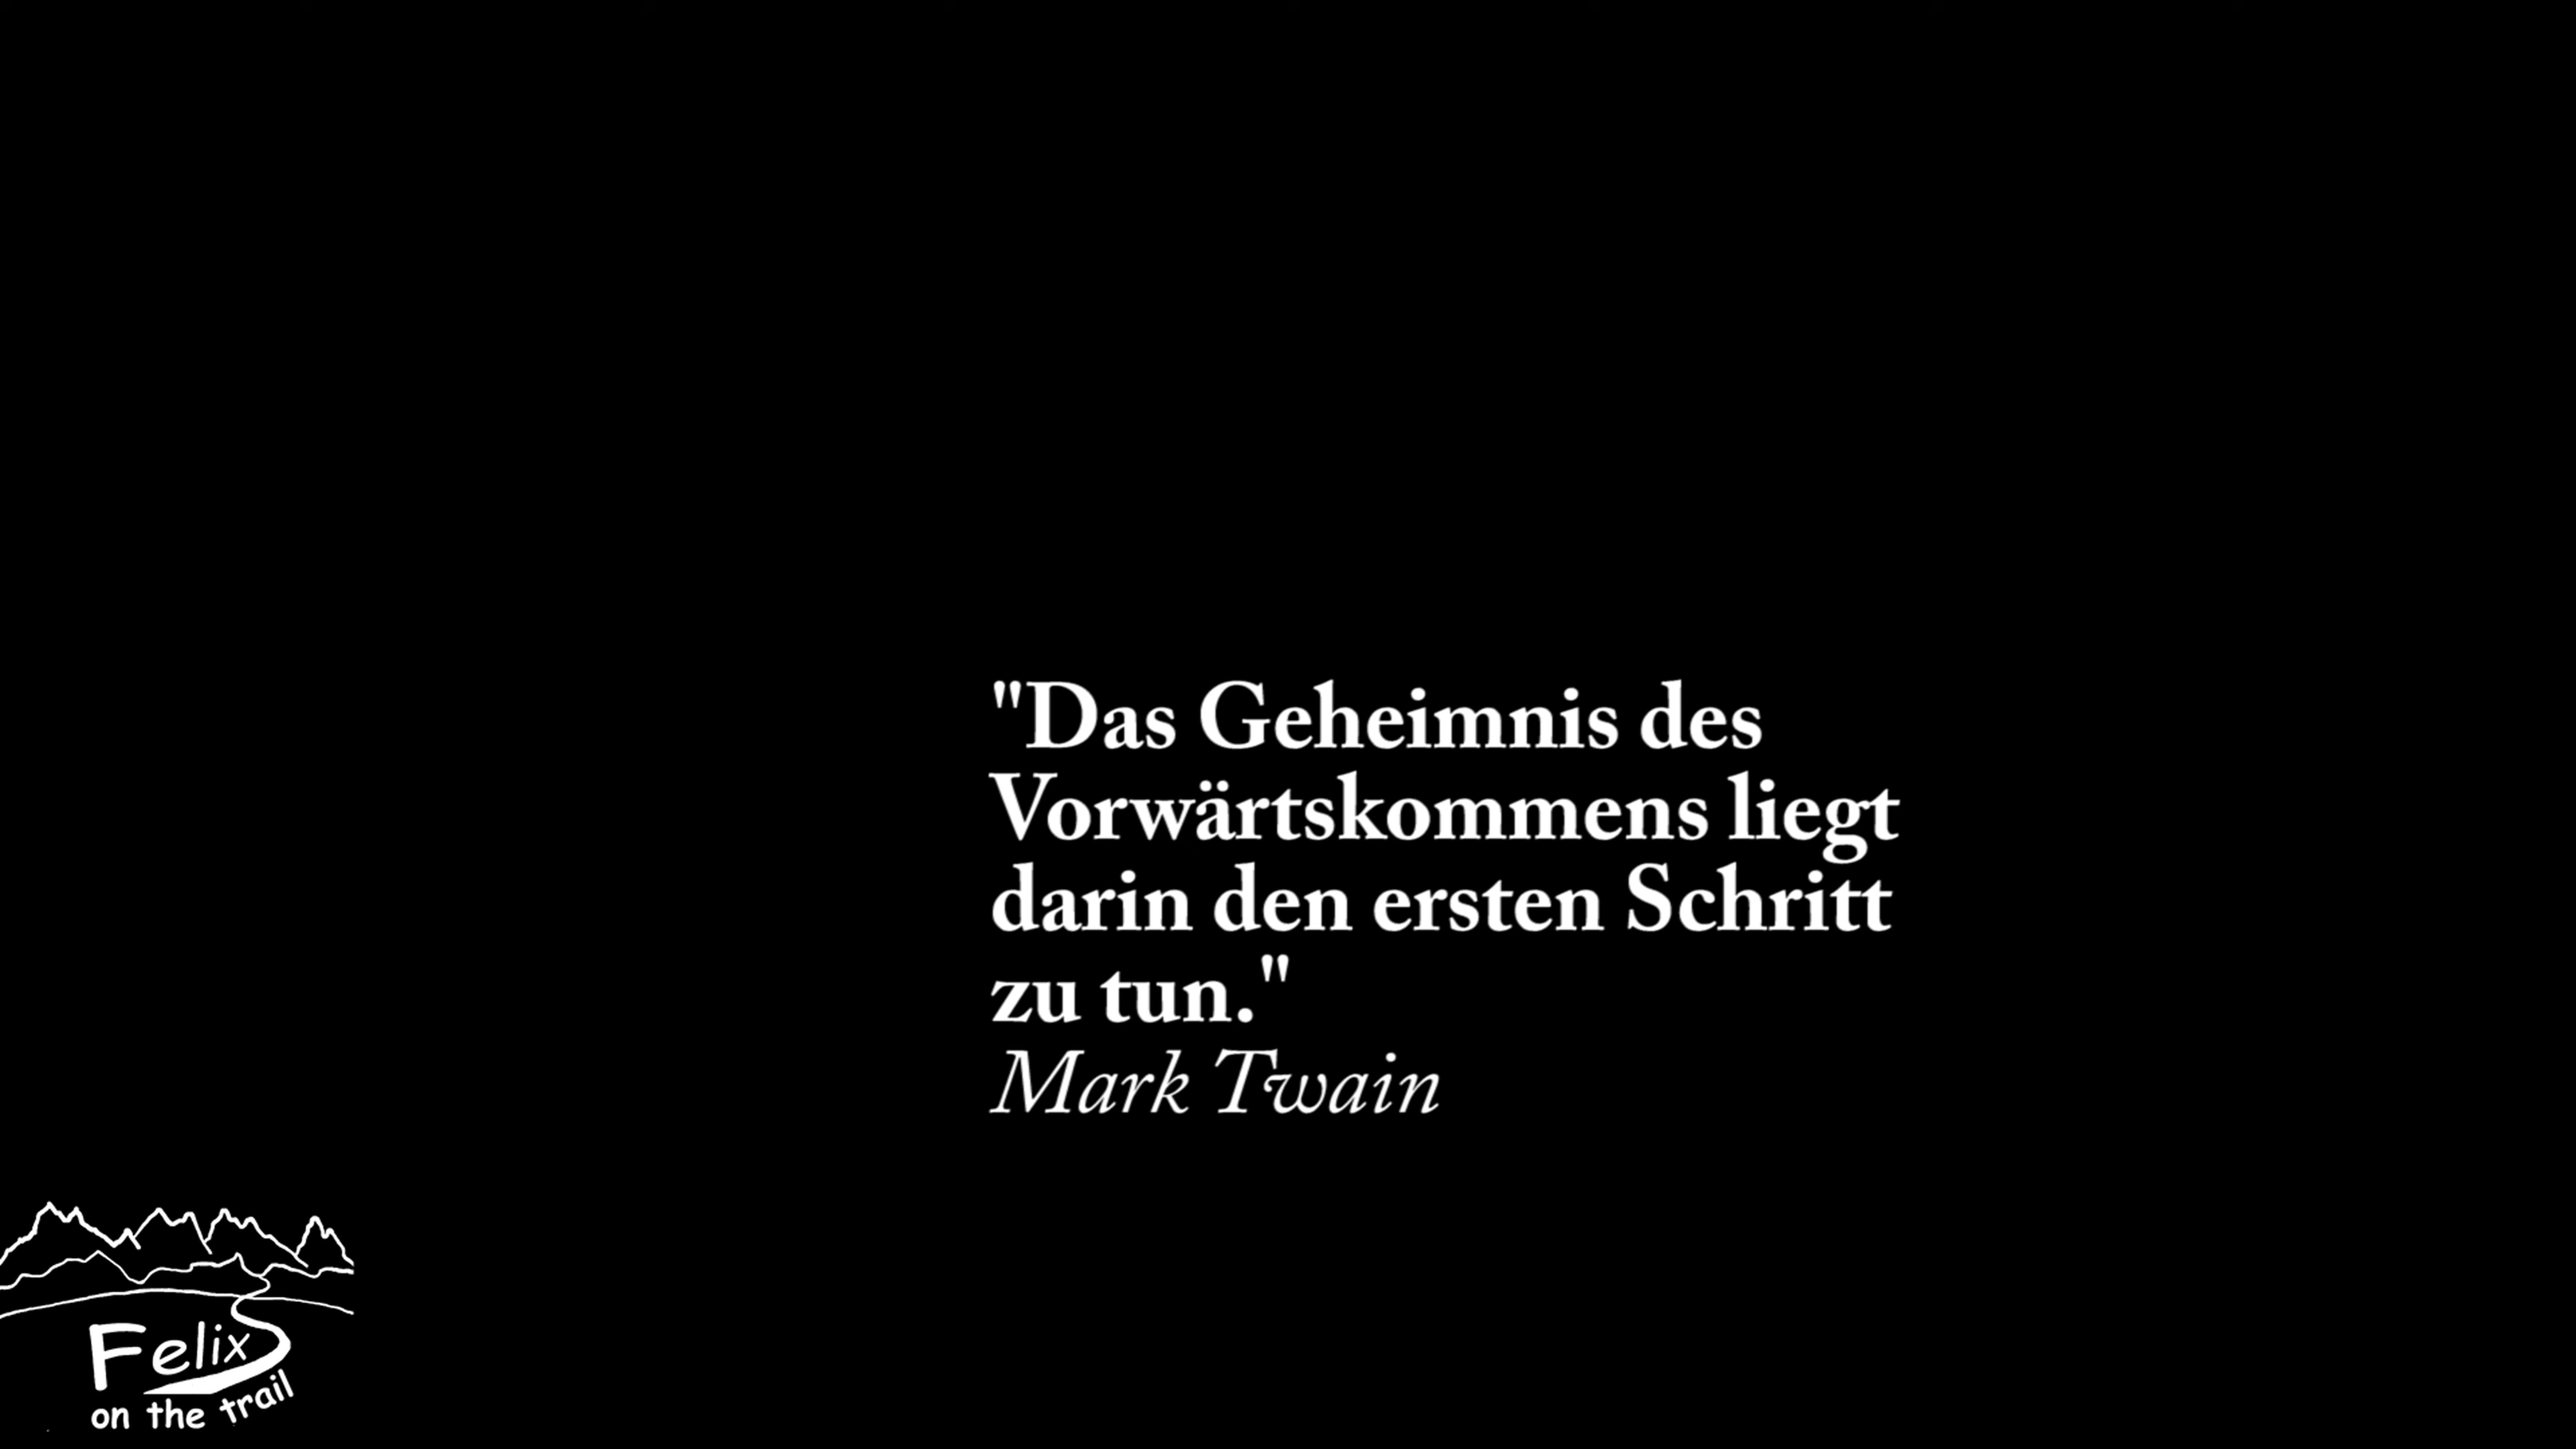 "Das Geheimnis des
Vorwärtskommens liegt
darin den ersten Schritt
zu tun."
Mark Twain
Felix
on the trail